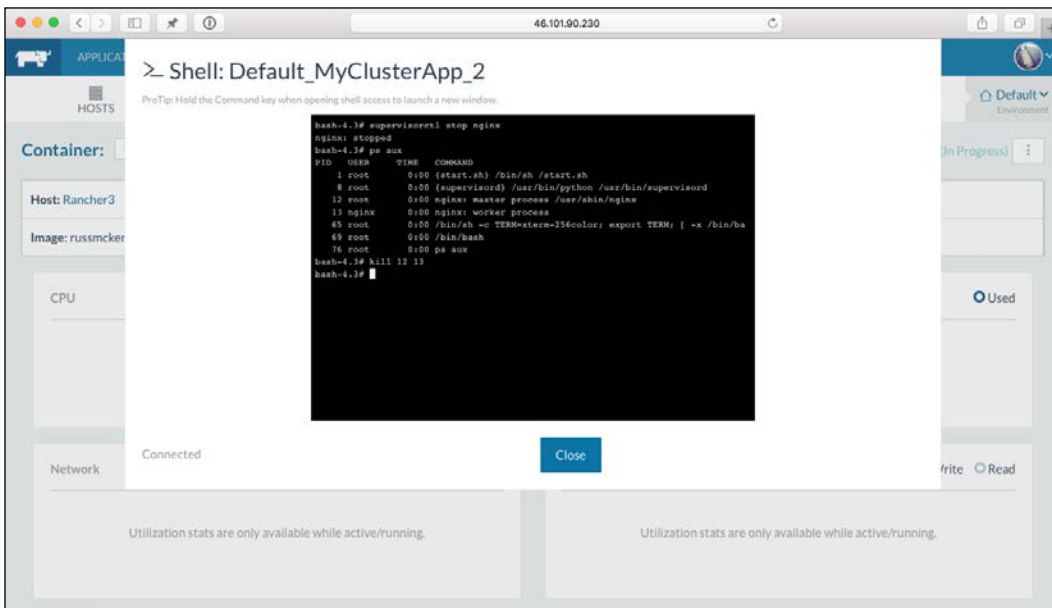 46.101.90.230
APPLICAT
HOSTS
Default
Environment
>_ Shell: Default_MyClusterApp_2
ProTip: Hold the Command key when opening shell access to launch a new window.
Container:
(In Progress)
Host: Rancher3
Image: russmcker
bash-4.3# supervisorctl stop nginx
nginx: stopped
bash-4.3# ps aux
PID USER TIME COMMAND
1 root 0:00 {start.sh} /bin/sh /start.sh
8 root 0:00 {supervisord} /usr/bin/python /usr/bin/supervisord
12 root 0:00 nginx: master process /usr/sbin/nginx
13 nginx 0:00 nginx: worker process
65 root 0:00 /bin/sh -c TERM=xterm-256color; export TERM; [ -x /bin/ba
69 root 0:00 /bin/bash
76 root 0:00 ps aux
bash-4.3# kill 12 13
bash-4.3#
CPU
Used
Connected
Close
Network
Write Read
Utilization stats are only available while active/running.
Utilization stats are only available while active/running.